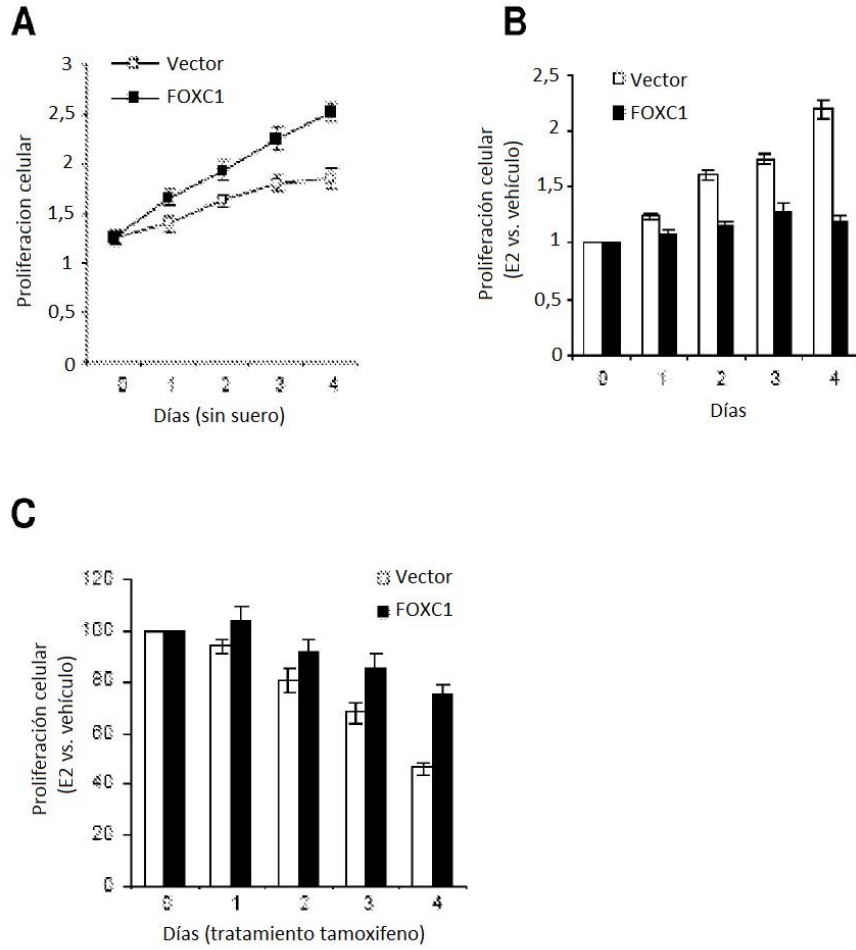 A
3
2,5
2
1,5
1
0,5
0
Proliferacion celular
Vector
FOXC1
0 1 2 3 4
Días (sin suero)
B
2,5
2
1,5
1
0,5
0
Proliferación celular
(E2 vs. vehículo)
Vector
FOXC1
0 1 2 3 4
Días
C
120
100
80
60
40
20
0
Proliferación celular
(E2 vs. vehículo)
Vector
FOXC1
0 1 2 3 4
Días (tratamiento tamoxifeno)